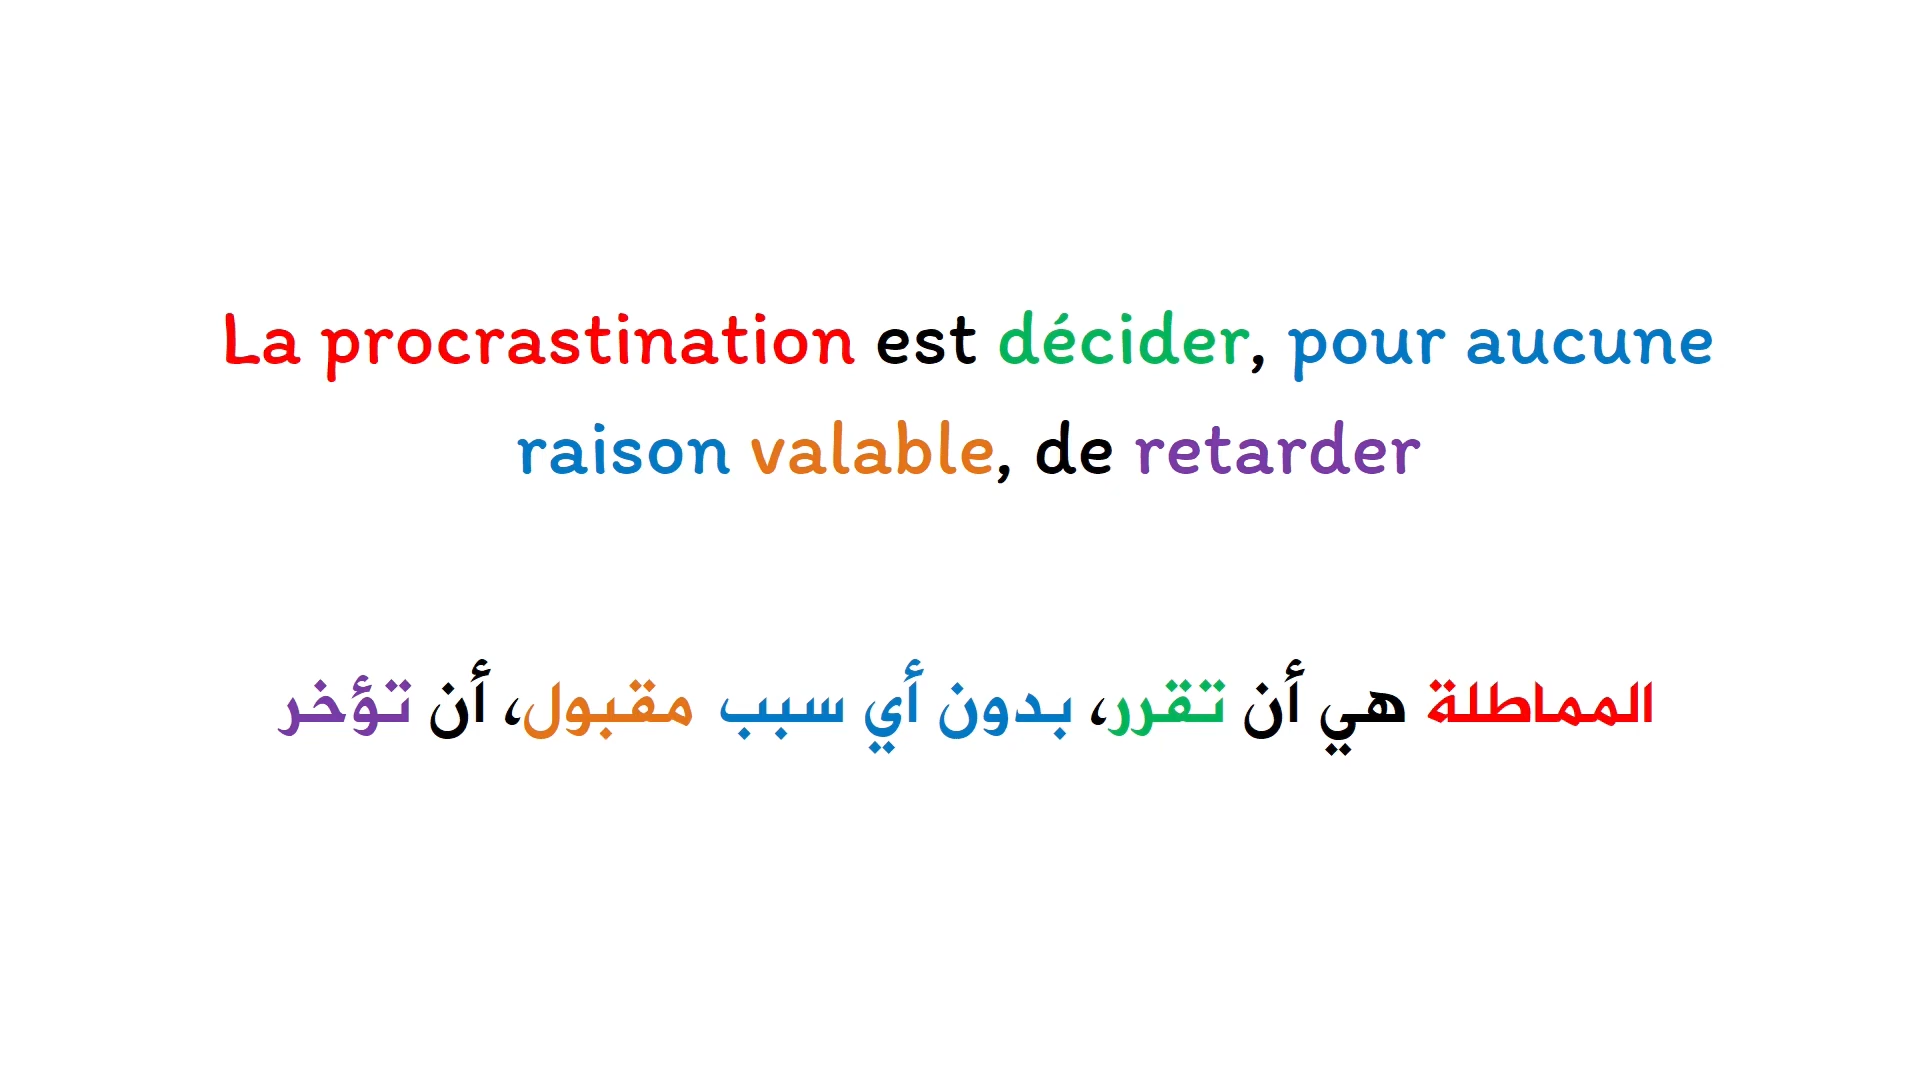 La procrastination est décider, pour aucune
raison valable, de retarder
المماطلة هي أن تقرر، بدون أي سبب مقبول، أن تؤخر